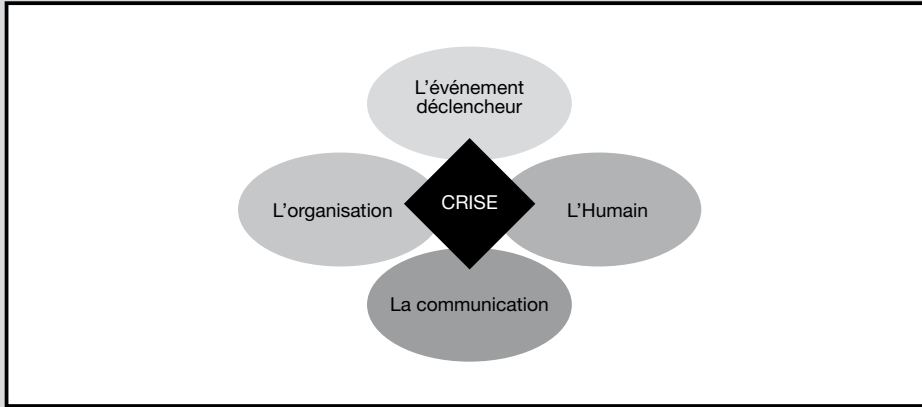 L’événement
déclencheur
L’organisation
CRISE
L’Humain
La communication